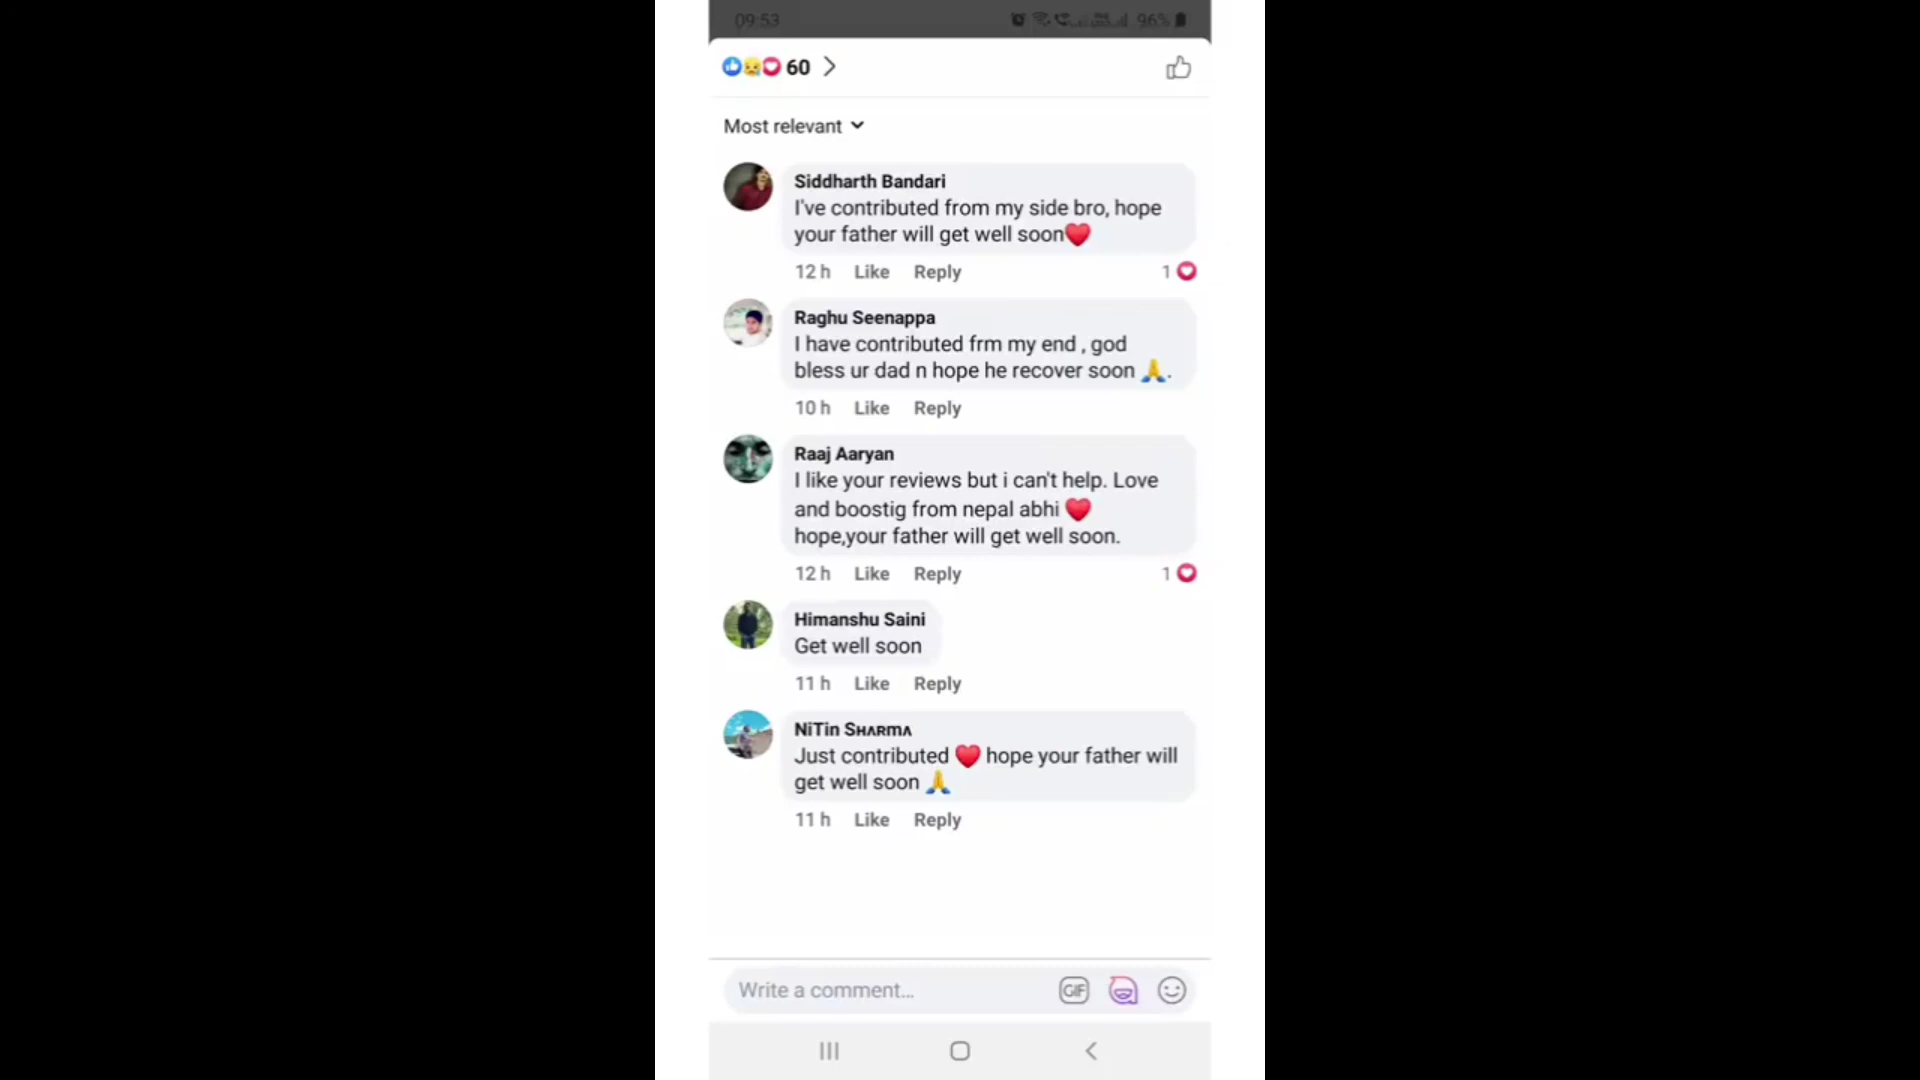 09:53 96%
60
Most relevant
Siddharth Bandari
I've contributed from my side bro, hope
your father will get well soon❤️
12 h Like Reply 1
Raghu Seenappa
I have contributed frm my end , god
bless ur dad n hope he recover soon 🙏.
10 h Like Reply
Raaj Aaryan
I like your reviews but i can't help. Love
and boostig from nepal abhi ❤️
hope,your father will get well soon.
12 h Like Reply 1
Himanshu Saini
Get well soon
11 h Like Reply
NiTin Sʜᴀʀmᴀ
Just contributed ❤️ hope your father will
get well soon 🙏
11 h Like Reply
Write a comment...
GIF